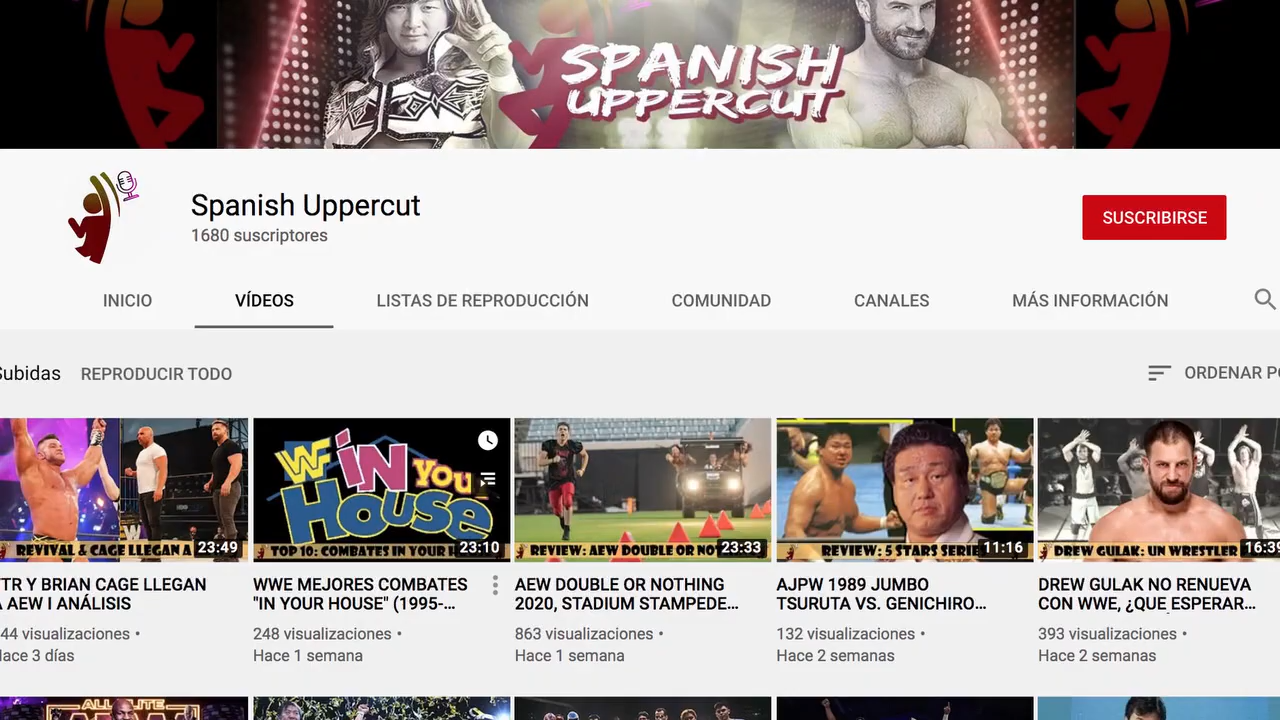 SPANISH
UPPERCUT
Spanish Uppercut
1680 suscriptores
SUSCRIBIRSE
INICIO
VÍDEOS
LISTAS DE REPRODUCCIÓN
COMUNIDAD
CANALES
MÁS INFORMACIÓN
Subidas
REPRODUCIR TODO
ORDENAR PO
REVIVAL & CAGE LLEGAN A
23:49
WF IN YOU
HOUSE
TOP 10: COMBATES IN YOUR
23:10
REVIEW: AEW DOUBLE OR NO
23:33
REVIEW: 5 STARS SERIE
11:16
DREW GULAK: UN WRESTLER
16:39
TR Y BRIAN CAGE LLEGAN
A AEW I ANÁLISIS
44 visualizaciones •
Hace 3 días
WWE MEJORES COMBATES
"IN YOUR HOUSE" (1995-...
248 visualizaciones •
Hace 1 semana
AEW DOUBLE OR NOTHING
2020, STADIUM STAMPEDE...
863 visualizaciones •
Hace 1 semana
AJPW 1989 JUMBO
TSURUTA VS. GENICHIRO...
132 visualizaciones •
Hace 2 semanas
DREW GULAK NO RENUEVA
CON WWE, ¿QUE ESPERAR...
393 visualizaciones •
Hace 2 semanas
ALL ELITE